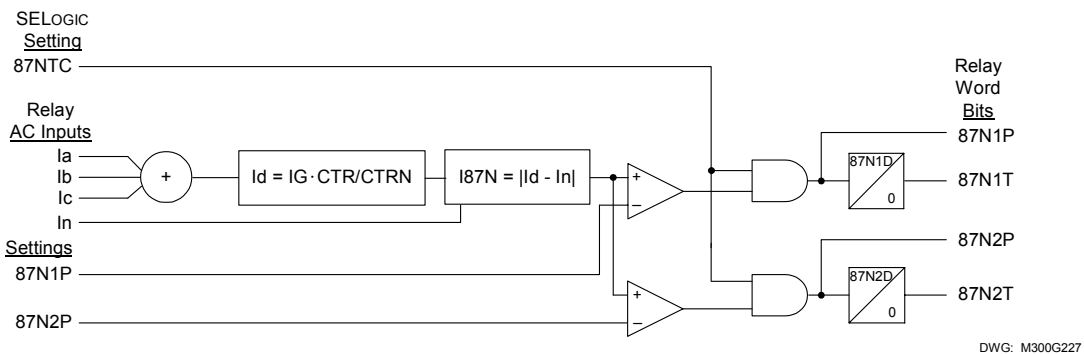 SELOGIC
Setting
87NTC
Relay
AC Inputs
Ia
Ib
Ic
In
Settings
87N1P
87N2P
+
Id = IG·CTR/CTRN
I87N = |Id - In|
+
–
+
–
Relay
Word
Bits
87N1P
87N1D
0
87N1T
87N2P
87N2D
0
87N2T
DWG: M300G227